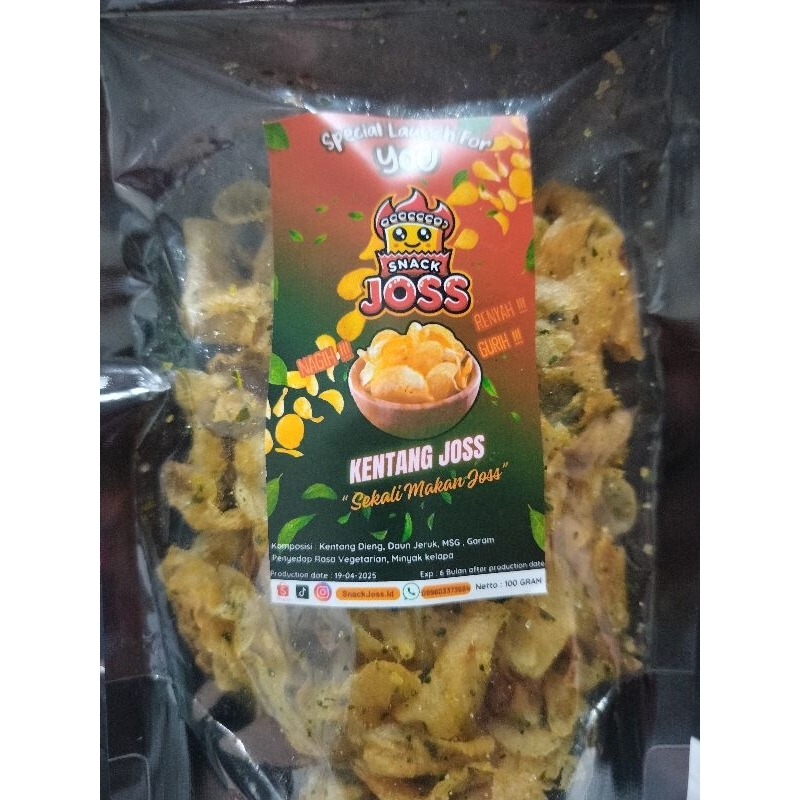 Special Launch For
you
SNACK
JOSS
RENYAH !!!
NAGIH !!!
GURIH !!!
KENTANG JOSS
"Sekali Makan Joss"
Komposisi : Kentang Dieng, Daun Jeruk, MSG , Garam
Penyedap Rasa Vegetarian, Minyak kelapa
Production date : 19-04-2025
Exp : 6 Bulan after production date
SnackJoss.id
Netto : 100 GRAM